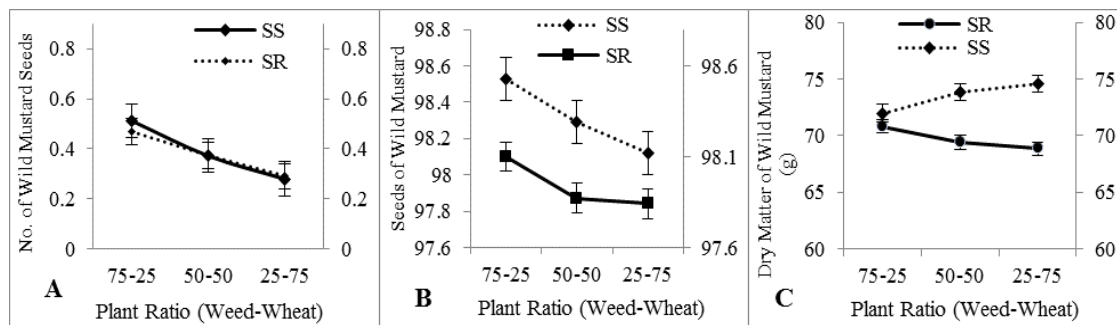 No. of Wild Mustard Seeds
0.8
0.6
0.4
0.2
0
SS
SR
0.8
0.6
0.4
0.2
0
75-25 50-50 25-75
A
Plant Ratio (Weed-Wheat)
Seeds of Wild Mustard
98.8
98.6
98.4
98.2
98
97.8
97.6
SS
SR
98.6
98.1
97.6
75-25 50-50 25-75
B
Plant Ratio (Weed-Wheat)
Dry Matter of Wild Mustard
(g)
80
75
70
65
60
SR
SS
80
75
70
65
60
75-25 50-50 25-75
C
Plant Ratio (Weed-Wheat)